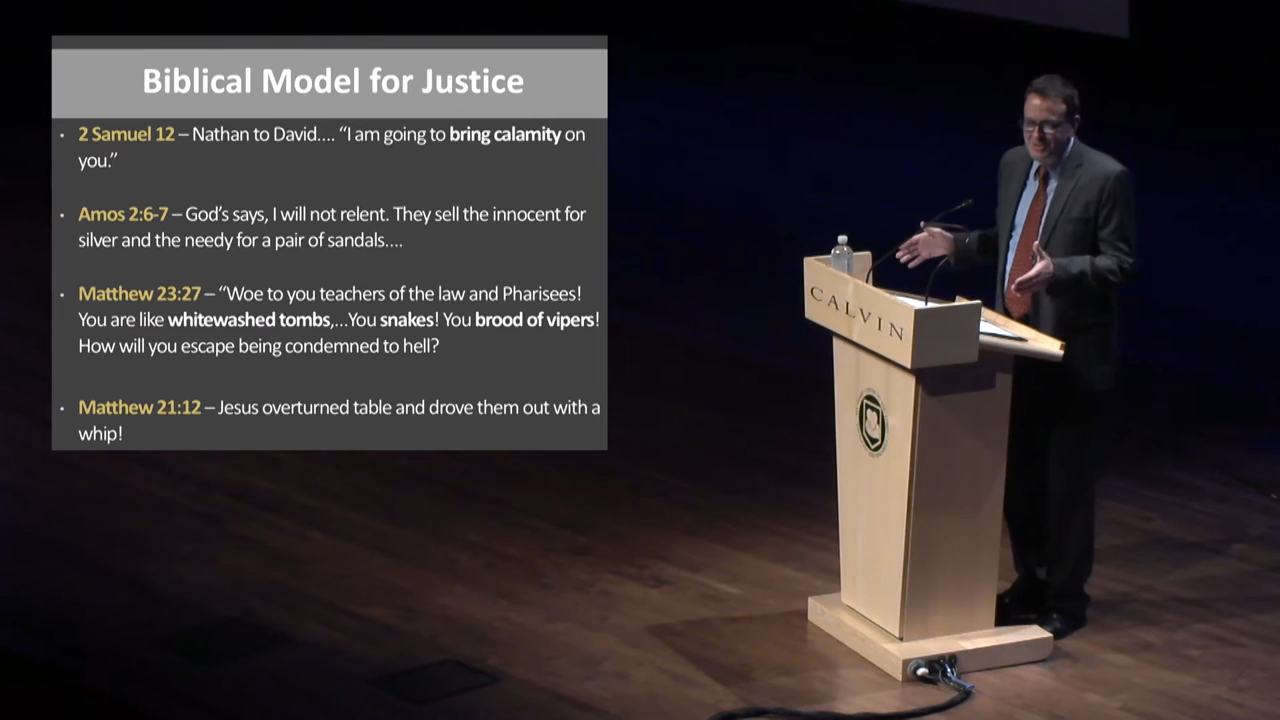 Biblical Model for Justice
• 2 Samuel 12 – Nathan to David.... “I am going to bring calamity on
you.”
• Amos 2:6-7 – God’s says, I will not relent. They sell the innocent for
silver and the needy for a pair of sandals....
• Matthew 23:27 – “Woe to you teachers of the law and Pharisees!
You are like whitewashed tombs,...You snakes! You brood of vipers!
How will you escape being condemned to hell?
• Matthew 21:12 – Jesus overturned table and drove them out with a
whip!
CALVIN